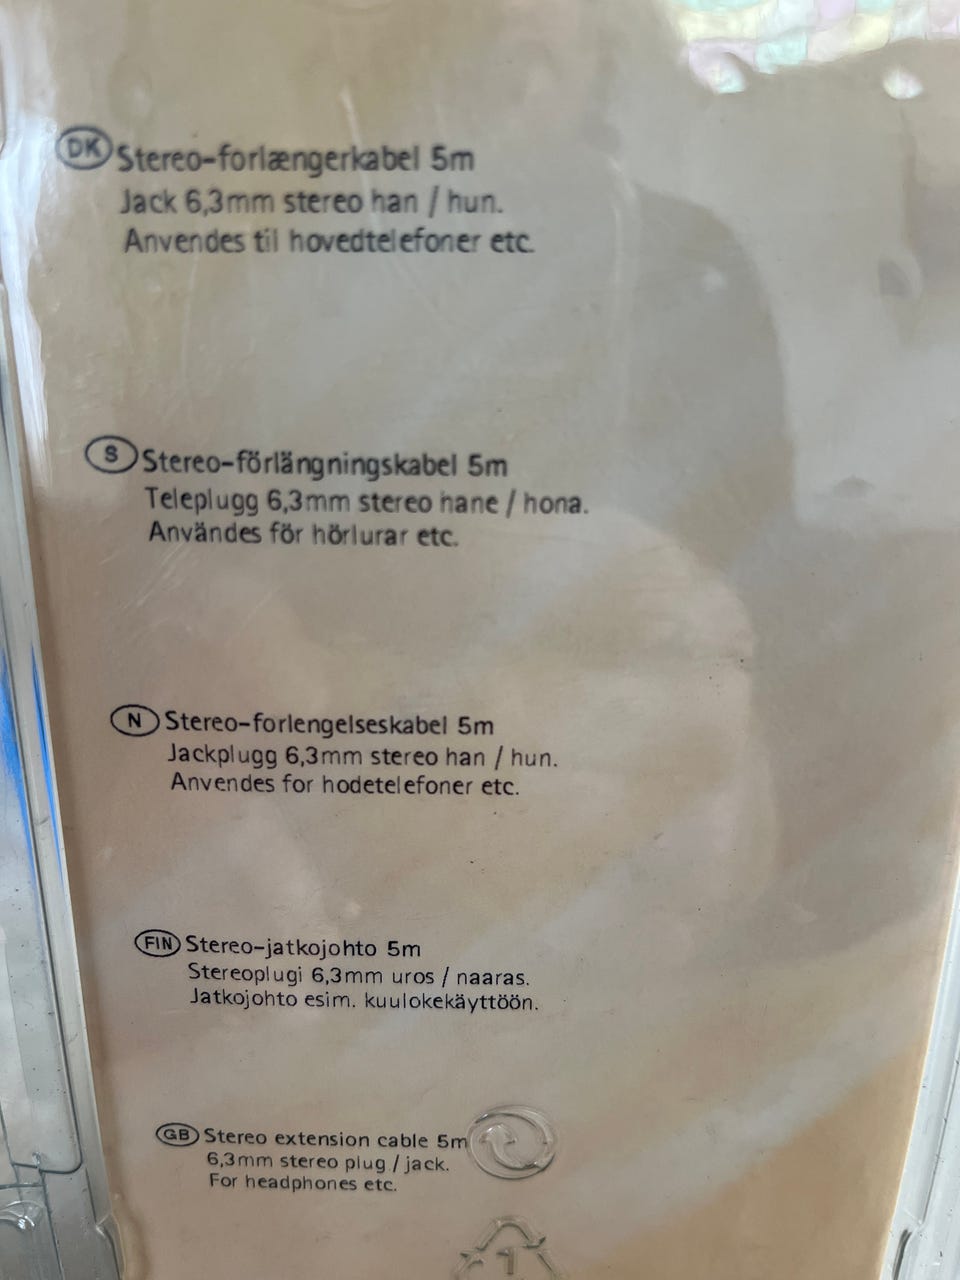 DK Stereo-forlængerkabel 5m
Jack 6,3mm stereo han / hun.
Anvendes til hovedtelefoner etc.
S Stereo-förlängningskabel 5m
Teleplugg 6,3mm stereo hane / hona.
Användes för hörlurar etc.
N Stereo-forlengelseskabel 5m
Jackplugg 6,3mm stereo han / hun.
Anvendes for hodetelefoner etc.
FIN Stereo-jatkojohto 5m
Stereoplugi 6,3mm uros / naaras.
Jatkojohto esim. kuulokekäyttöön.
GB Stereo extension cable 5m
6,3mm stereo plug / jack.
For headphones etc.
1